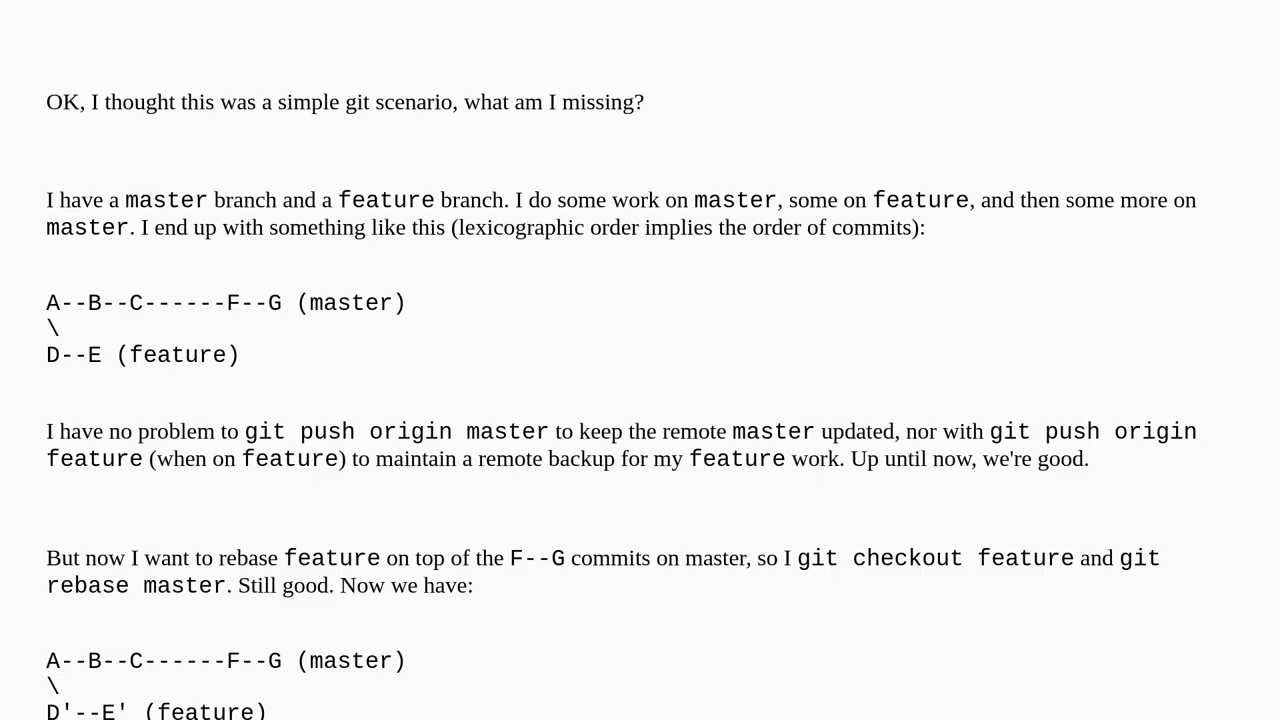 OK, I thought this was a simple git scenario, what am I missing?
I have a master branch and a feature branch. I do some work on master, some on feature, and then some more on
master. I end up with something like this (lexicographic order implies the order of commits):
A--B--C------F--G (master)
\
D--E (feature)
I have no problem to git push origin master to keep the remote master updated, nor with git push origin
feature (when on feature) to maintain a remote backup for my feature work. Up until now, we're good.
But now I want to rebase feature on top of the F--G commits on master, so I git checkout feature and git
rebase master. Still good. Now we have:
A--B--C------F--G (master)
\
D'--E' (feature)